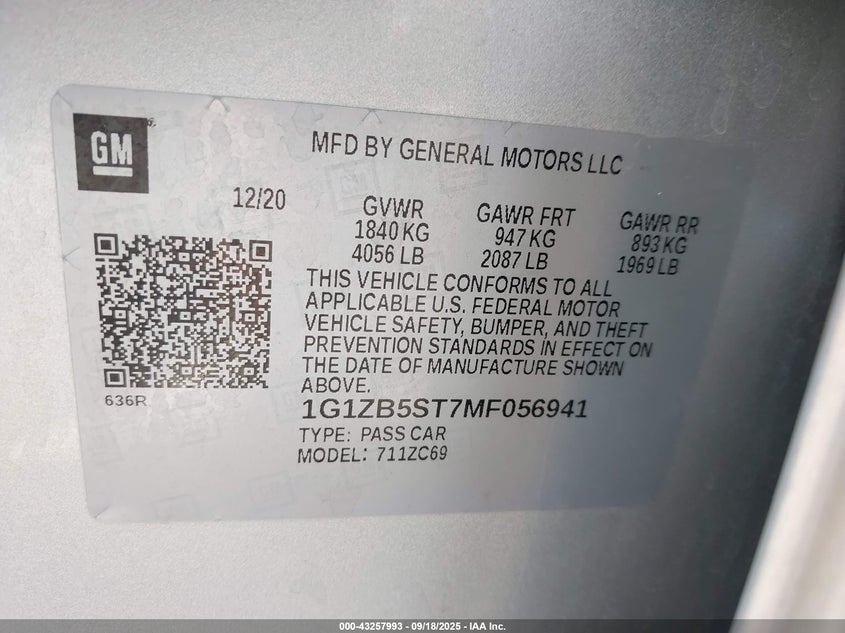 GM
MFD BY GENERAL MOTORS LLC
12/20
GVWR
1840 KG
4056 LB
GAWR FRT
947 KG
2087 LB
GAWR RR
893 KG
1969 LB
THIS VEHICLE CONFORMS TO ALL
APPLICABLE U.S. FEDERAL MOTOR
VEHICLE SAFETY, BUMPER, AND THEFT
PREVENTION STANDARDS IN EFFECT ON
THE DATE OF MANUFACTURE SHOWN
ABOVE.
636R
1G1ZB5ST7MF056941
TYPE: PASS CAR
MODEL: 711ZC69
000-43257993 - 09/18/2025 - IAA Inc.